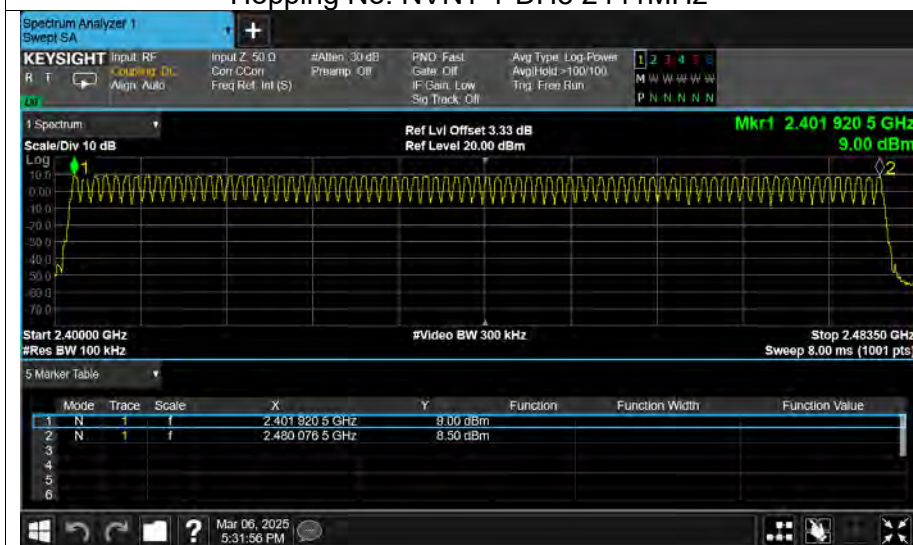 Hopping No. NVNT 1-DH5 2441MHz
Spectrum Analyzer 1
Swept SA
+
KEYSIGHT Input: RF Input Z: 50 Ω #Atten: 30 dB PNO: Fast Avg Type: Log-Power 1 2 3 4 5 6
R T Coupling: DC Corr CCorr Preamp: Off Gate: Off Avg|Hold >100/100 M W W W W W
Align: Auto Freq Ref: Int (S) IF Gain: Low Trig: Free Run
Sig Track: Off P N N N N N
1 Spectrum Ref Lvl Offset 3.33 dB Mkr1 2.401 920 5 GHz
Scale/Div 10 dB Ref Level 20.00 dBm 9.00 dBm
Log
1
2
10.0
0.00
-10.0
-20.0
-30.0
-40.0
-50.0
-60.0
-70.0
Start 2.40000 GHz #Video BW 300 kHz Stop 2.48350 GHz
#Res BW 100 kHz Sweep 8.00 ms (1001 pts)
5 Marker Table
Mode Trace Scale X Y Function Function Width Function Value
1 N 1 f 2.401 920 5 GHz 9.00 dBm
2 N 1 f 2.480 076 5 GHz 8.50 dBm
3
4
5
6
? Mar 06, 2025
5:31:56 PM